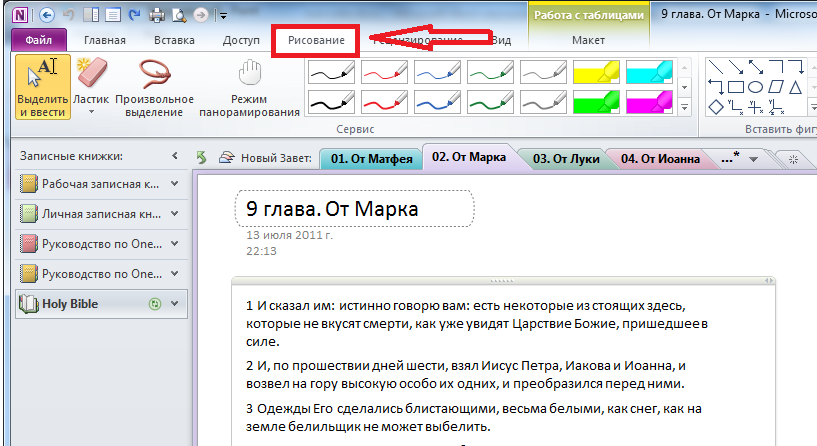 Работа с таблицами
9 глава. От Марка - Microso
Файл Главная Вставка Доступ Рисование Рецензирование Вид Макет
Выделить и ввести
Ластик
Произвольное выделение
Режим панорамирования
Сервис
Вставить фиг
Записные книжки:
Новый Завет:
01. От Матфея
02. От Марка
03. От Луки
04. От Иоанна
...*
Рабочая записная к...
Личная записная кн...
Руководство по One...
Руководство по One...
Holy Bible
9 глава. От Марка
13 июля 2011 г.
22:13
1 И сказал им: истинно говорю вам: есть некоторые из стоящих здесь,
которые не вкусят смерти, как уже увидят Царствие Божие, пришедшее в
силе.
2 И, по прошествии дней шести, взял Иисус Петра, Иакова и Иоанна, и
возвел на гору высокую особо их одних, и преобразился перед ними.
3 Одежды Его сделались блистающими, весьма белыми, как снег, как на
земле белильщик не может выбелить.